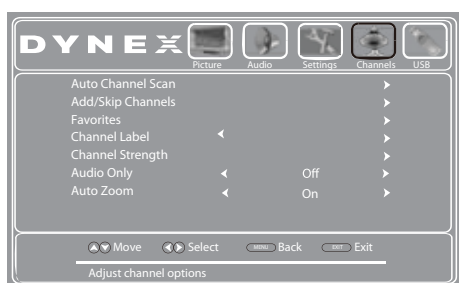 DYNEX
Picture Audio Settings Channels USB
Auto Channel Scan
Add/Skip Channels
Favorites
Channel Label
Channel Strength
Audio Only Off
Auto Zoom On
Move Select MENU Back EXIT Exit
Adjust channel options